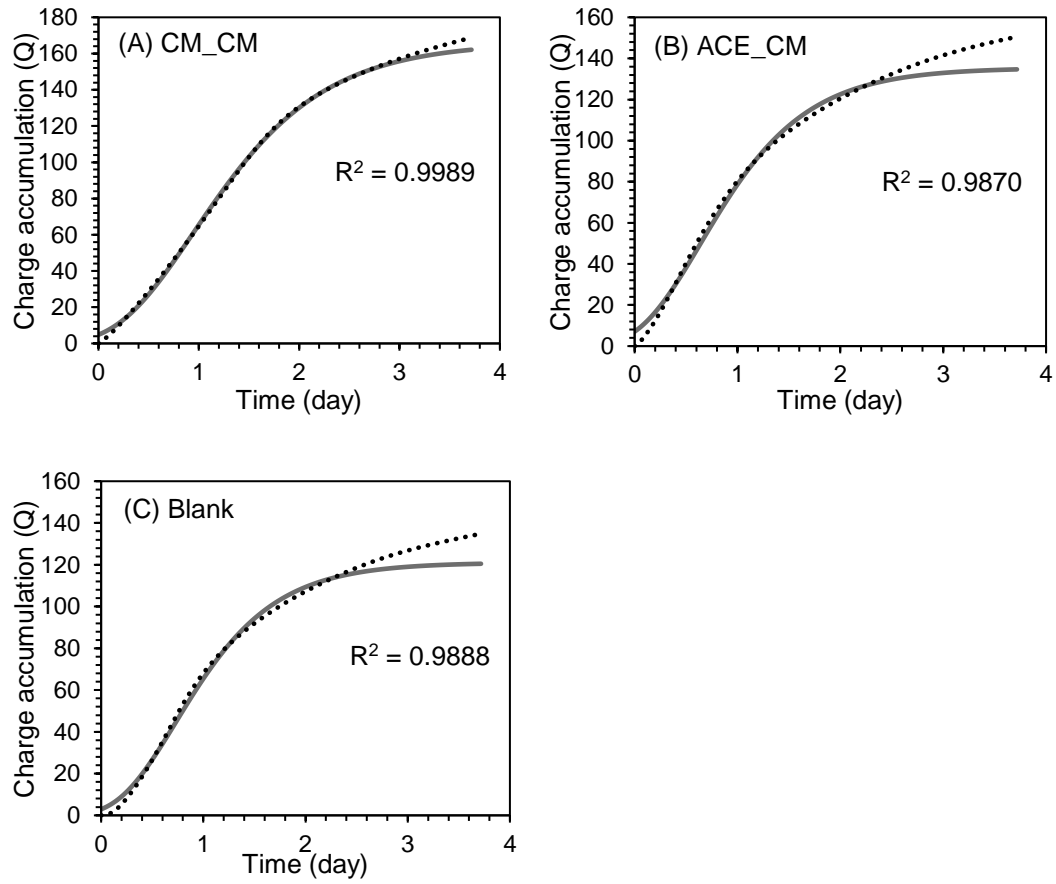 (A) CM_CM
Charge accumulation (Q)
180
160
140
120
100
80
60
40
20
0
R² = 0.9989
0 1 2 3 4
Time (day)
(B) ACE_CM
Charge accumulation (Q)
160
140
120
100
80
60
40
20
0
R² = 0.9870
0 1 2 3 4
Time (day)
(C) Blank
Charge accumulation (Q)
160
140
120
100
80
60
40
20
0
R² = 0.9888
0 1 2 3 4
Time (day)